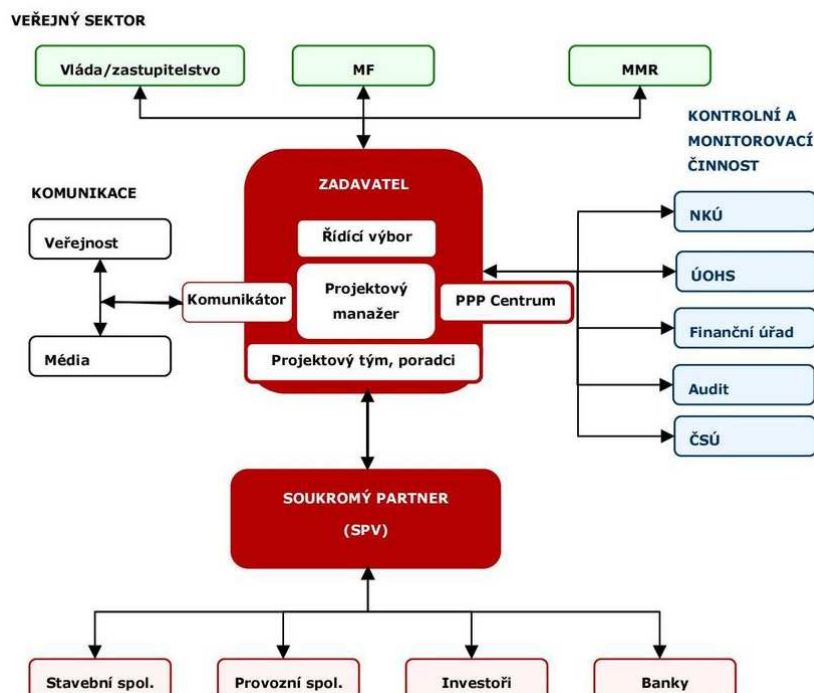 VEŘEJNÝ SEKTOR
Vláda/zastupitelstvo
MF
MMR
KONTROLNÍ A
MONITOROVACÍ
ČINNOST
ZADAVATEL
KOMUNIKACE
NKÚ
Veřejnost
Řídící výbor
ÚOHS
Komunikátor
Projektový
manažer
PPP Centrum
Finanční úřad
Média
Projektový tým, poradci
Audit
ČSÚ
SOUKROMÝ PARTNER
(SPV)
Stavební spol.
Provozní spol.
Investoři
Banky